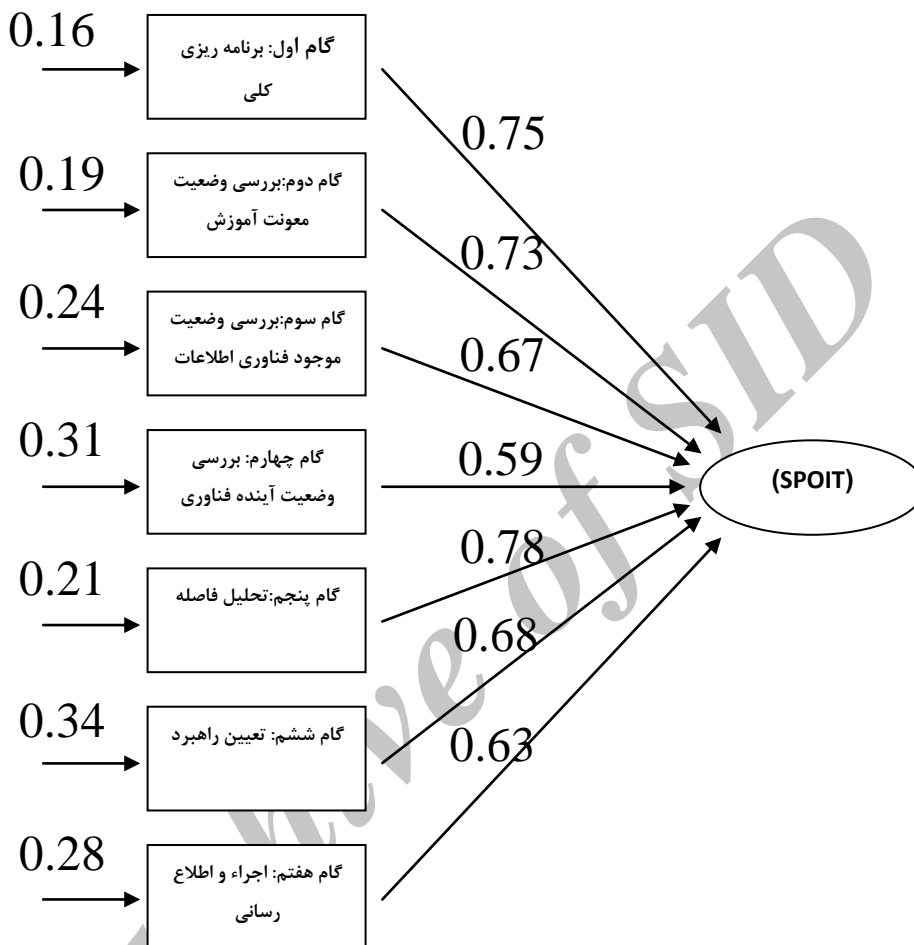 0.16
گام اول: برنامه ریزی
کلی
0.75
0.19
گام دوم:بررسی وضعیت
معونت آموزش
0.73
0.24
گام سوم:بررسی وضعیت
موجود فناوری اطلاعات
0.67
0.31
گام چهارم: بررسی
وضعیت آینده فناوری
0.59
(SPOIT)
0.21
گام پنجم:تحلیل فاصله
0.78
0.34
گام ششم: تعیین راهبرد
0.68
0.28
گام هفتم: اجراء و اطلاع
رسانی
0.63
ive of SID